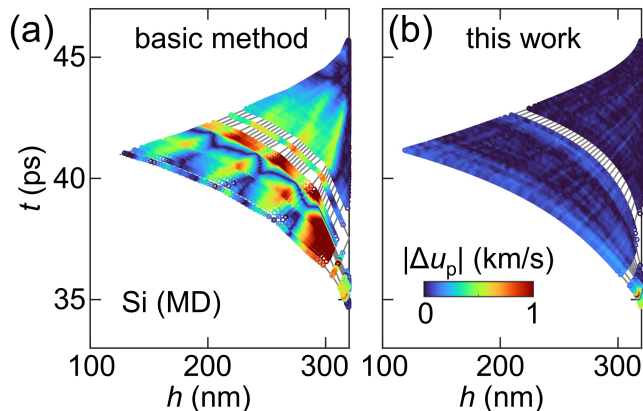 (a) basic method
(b) this work
45
40
35
t (ps)
Si (MD)
|Δuₚ| (km/s)
0 1
100 200 300
100 200 300
h (nm)
h (nm)